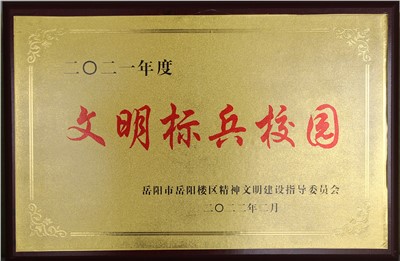 二〇二一年度
文明标兵校园
岳阳市岳阳楼区精神文明建设指导委员会
二〇二二年二月